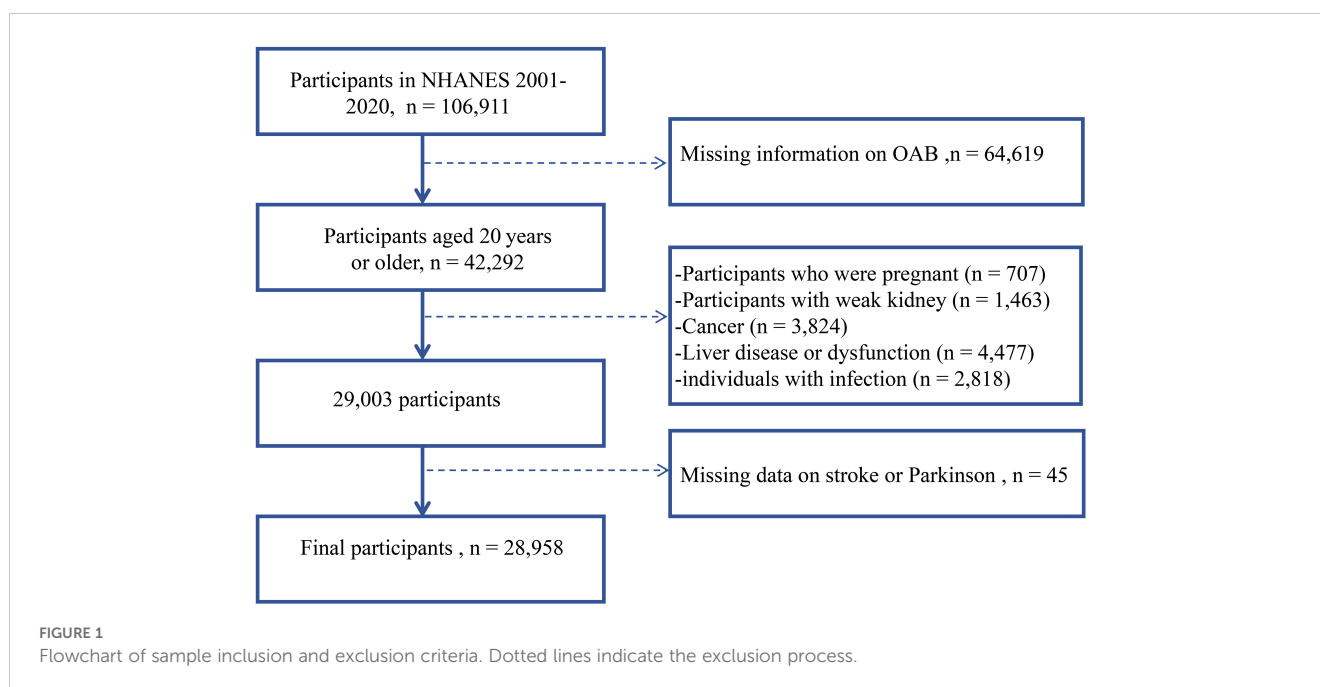 Participants in NHANES 2001-
2020, n = 106,911
Missing information on OAB ,n = 64,619
Participants aged 20 years
or older, n = 42,292
-Participants who were pregnant (n = 707)
-Participants with weak kidney (n = 1,463)
-Cancer (n = 3,824)
-Liver disease or dysfunction (n = 4,477)
-individuals with infection (n = 2,818)
29,003 participants
Missing data on stroke or Parkinson , n = 45
Final participants , n = 28,958
FIGURE 1
Flowchart of sample inclusion and exclusion criteria. Dotted lines indicate the exclusion process.